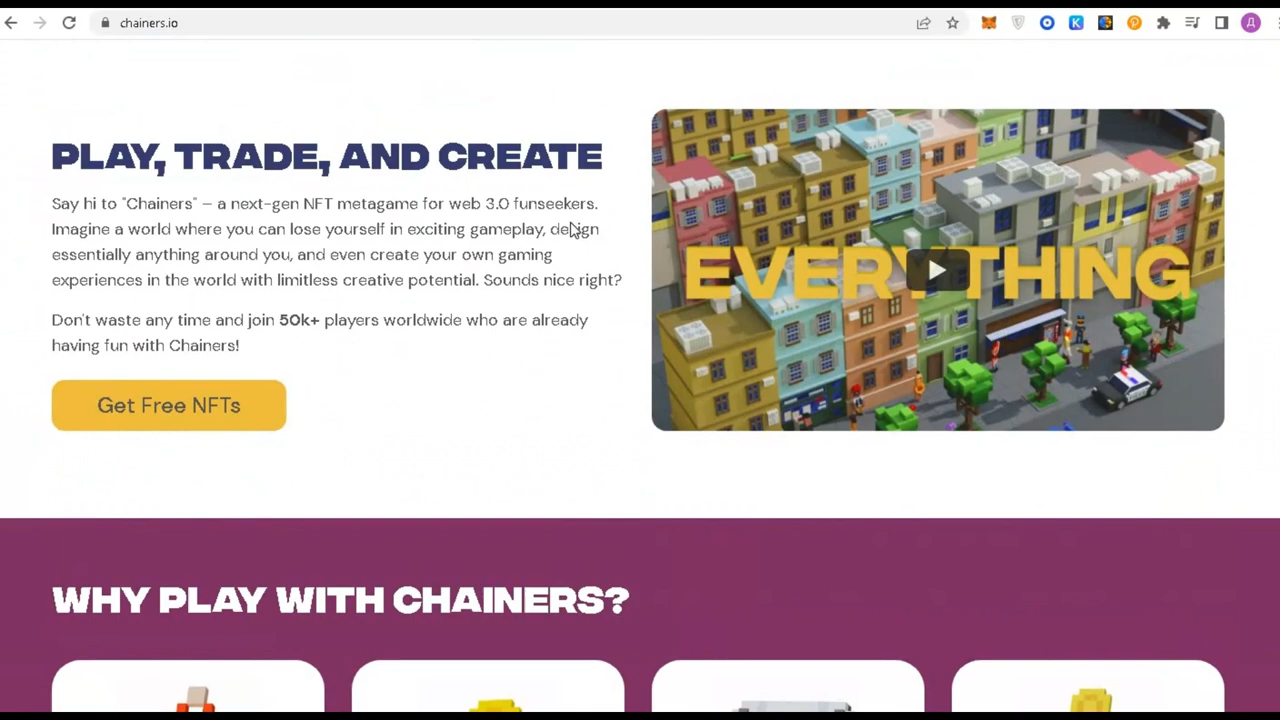 chainers.io
Д
PLAY, TRADE, AND CREATE
Say hi to "Chainers" – a next-gen NFT metagame for web 3.0 funseekers.
Imagine a world where you can lose yourself in exciting gameplay, design
essentially anything around you, and even create your own gaming
experiences in the world with limitless creative potential. Sounds nice right?
Don't waste any time and join 50k+ players worldwide who are already
having fun with Chainers!
Get Free NFTs
EVERYTHING
WHY PLAY WITH CHAINERS?